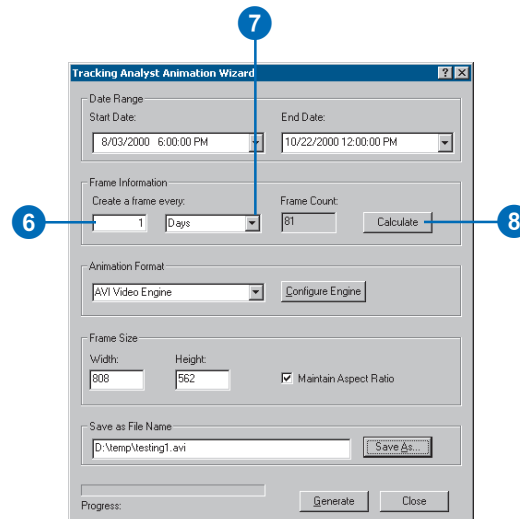 7
Tracking Analyst Animation Wizard
Date Range
Start Date: End Date:
8/03/2000 6:00:00 PM 10/22/2000 12:00:00 PM
Frame Information
Create a frame every: Frame Count:
6 1 Days 81 Calculate 8
Animation Format
AVI Video Engine Configure Engine
Frame Size
Width: Height:
808 562 Maintain Aspect Ratio
Save as File Name
D:\temp\testing1.avi Save As...
Progress: Generate Close